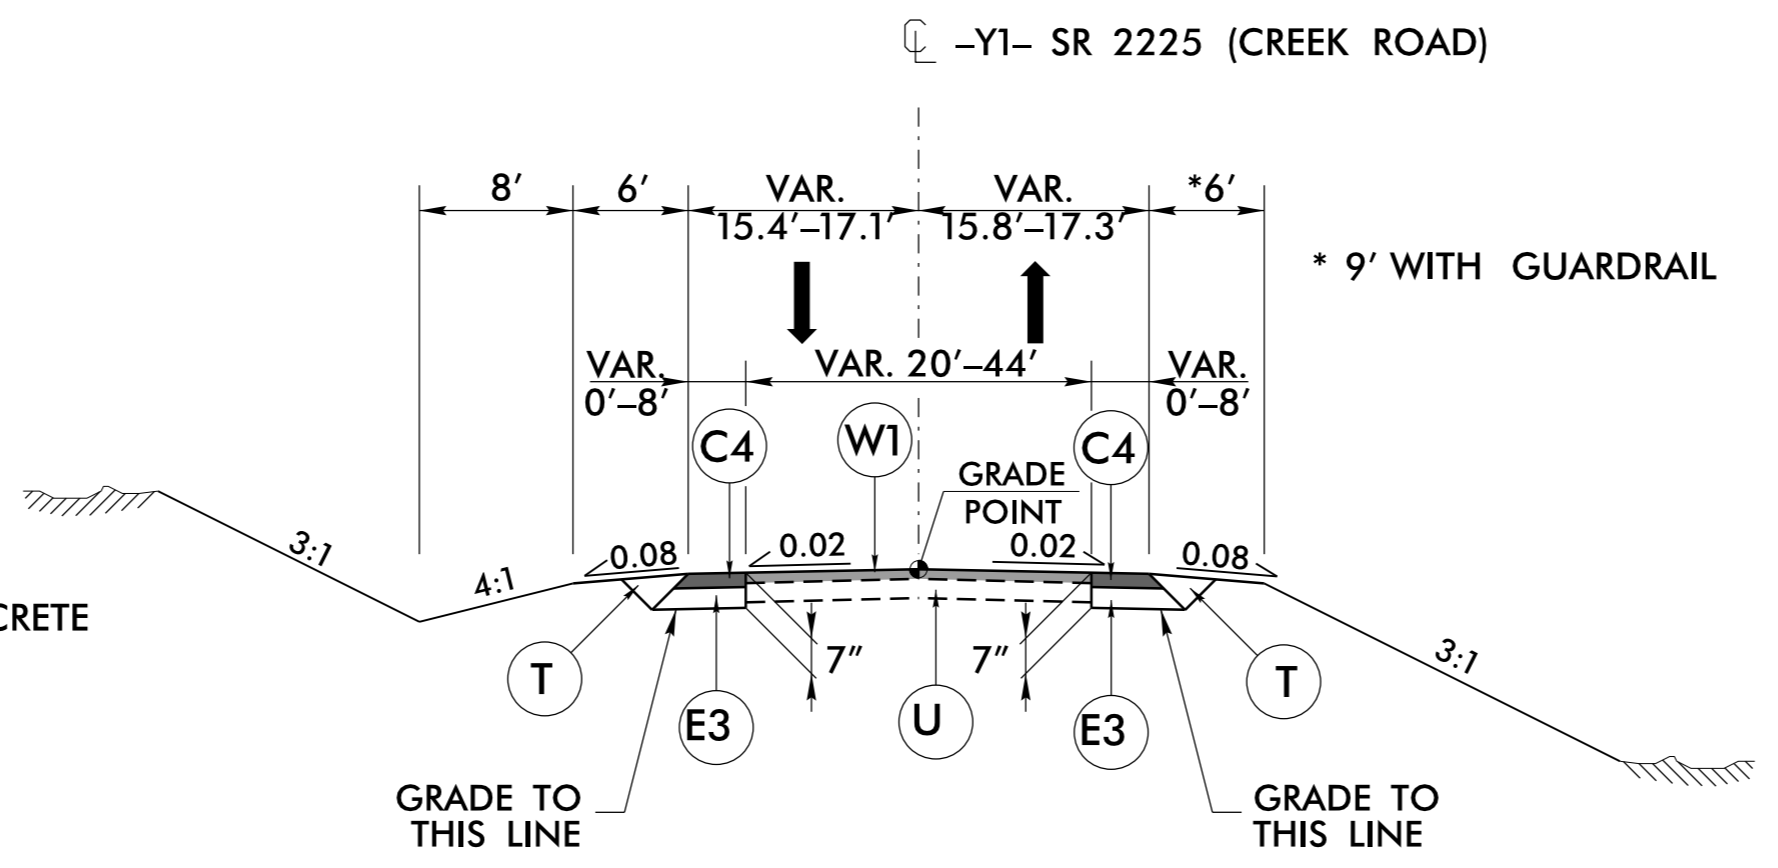 ℄ –Y1– SR 2225 (CREEK ROAD)
8' 6' VAR. VAR. *6'
15.4'–17.1' 15.8'–17.3'
* 9' WITH GUARDRAIL
VAR. VAR. 20'–44' VAR.
0'–8' 0'–8'
C4 W1 C4
GRADE
POINT
3:1 4:1 0.08 0.02 0.02 0.08
CRETE
T 7" 7" T 3:1
E3 U E3
GRADE TO GRADE TO
THIS LINE THIS LINE